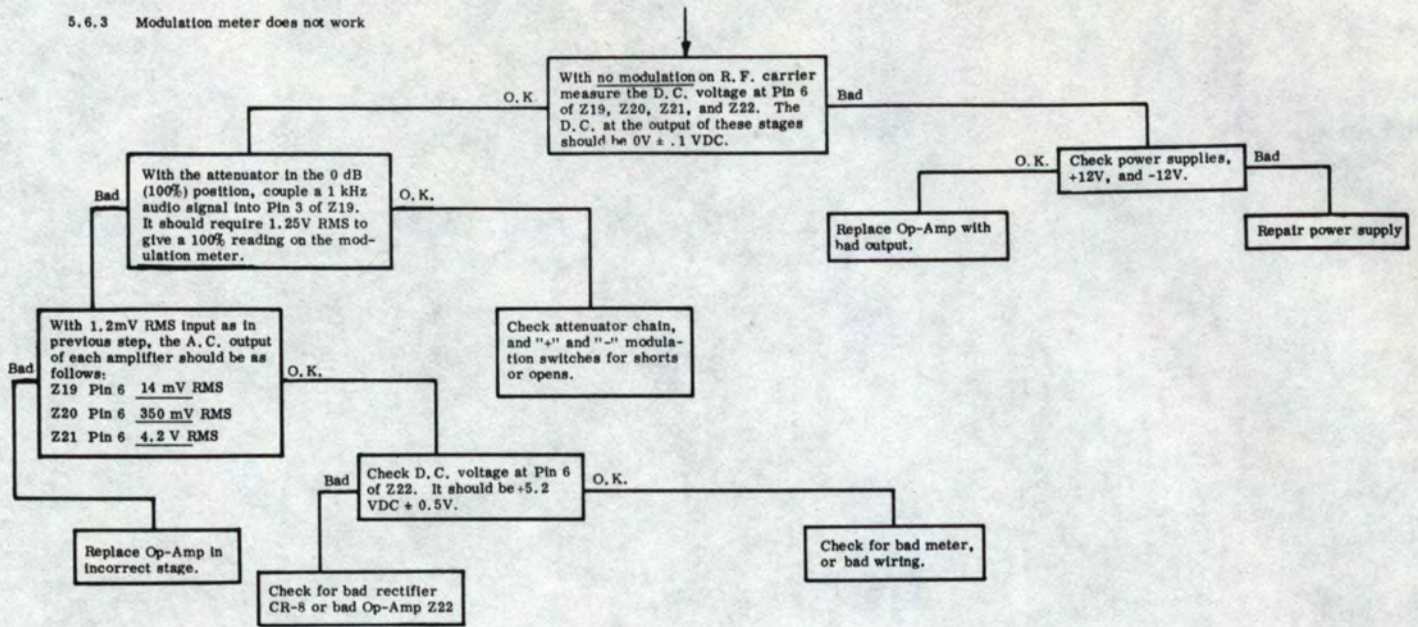 5.6.3 Modulation meter does not work
With no modulation on R.F. carrier
measure the D.C. voltage at Pin 6
of Z19, Z20, Z21, and Z22. The
D.C. at the output of these stages
should be 0V ± .1 VDC.
O.K.
Bad
With the attenuator in the 0 dB
(100%) position, couple a 1 kHz
audio signal into Pin 3 of Z19.
It should require 1.25V RMS to
give a 100% reading on the mod-
ulation meter.
Bad
O.K.
Check power supplies,
+12V, and -12V.
O.K.
Bad
Replace Op-Amp with
bad output.
Repair power supply
With 1.2mV RMS input as in
previous step, the A.C. output
of each amplifier should be as
follows:
Z19 Pin 6 14 mV RMS
Z20 Pin 6 350 mV RMS
Z21 Pin 6 4.2 V RMS
Bad
O.K.
Check attenuator chain,
and "+" and "-" modula-
tion switches for shorts
or opens.
Check D.C. voltage at Pin 6
of Z22. It should be +5.2
VDC ± 0.5V.
Bad
O.K.
Replace Op-Amp in
incorrect stage.
Check for bad rectifier
CR-8 or bad Op-Amp Z22
Check for bad meter,
or bad wiring.